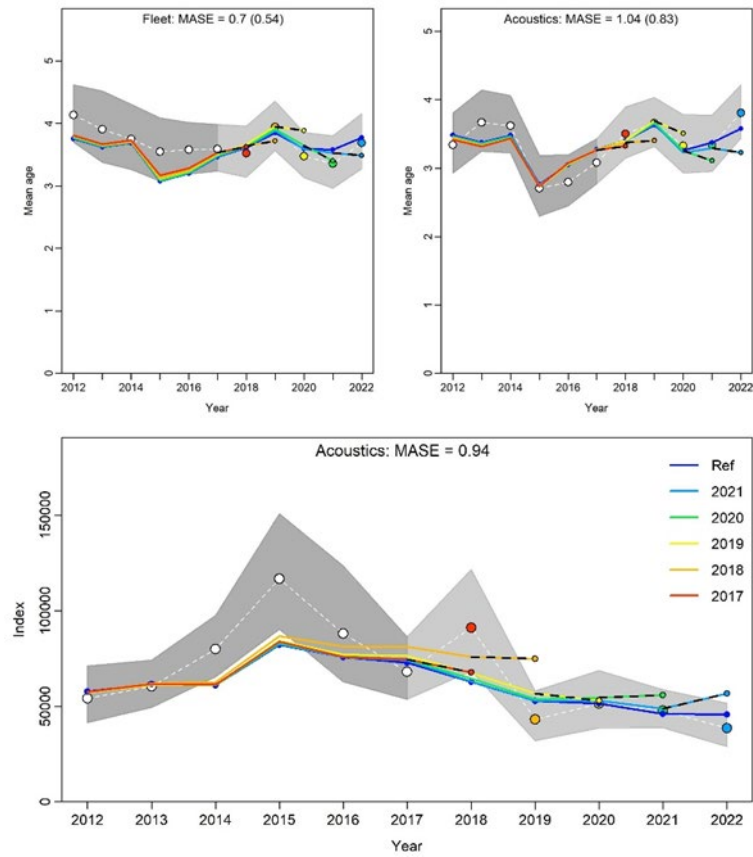 Fleet: MASE = 0.7 (0.54)
Mean age
5
4
3
2
1
0
2012 2014 2016 2018 2020 2022
Year
Acoustics: MASE = 1.04 (0.83)
Mean age
5
4
3
2
1
0
2012 2014 2016 2018 2020 2022
Year
Acoustics: MASE = 0.94
Index
150000
100000
50000
0
Ref
2021
2020
2019
2018
2017
2012 2013 2014 2015 2016 2017 2018 2019 2020 2021 2022
Year